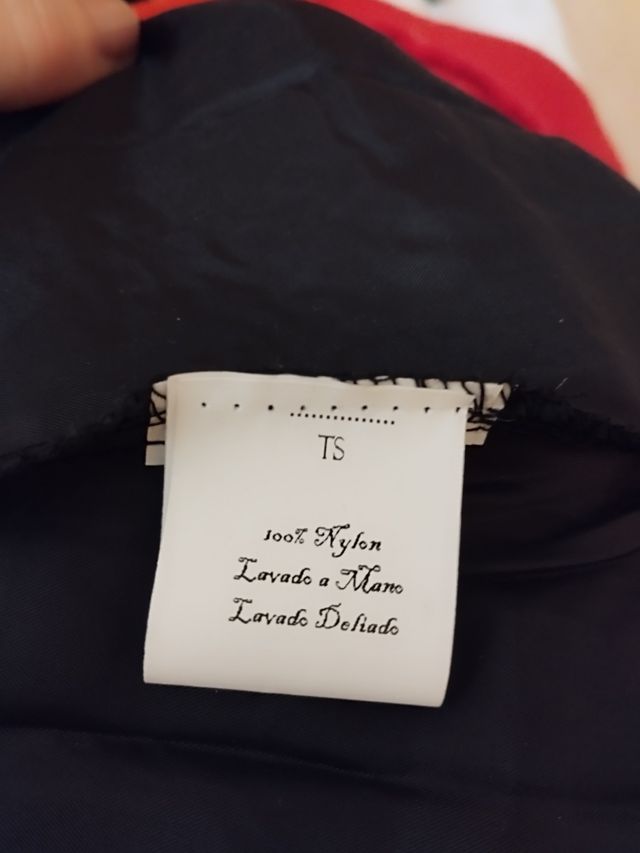 TS
100% Nylon
Lavado a Mano
Lavado Deliado